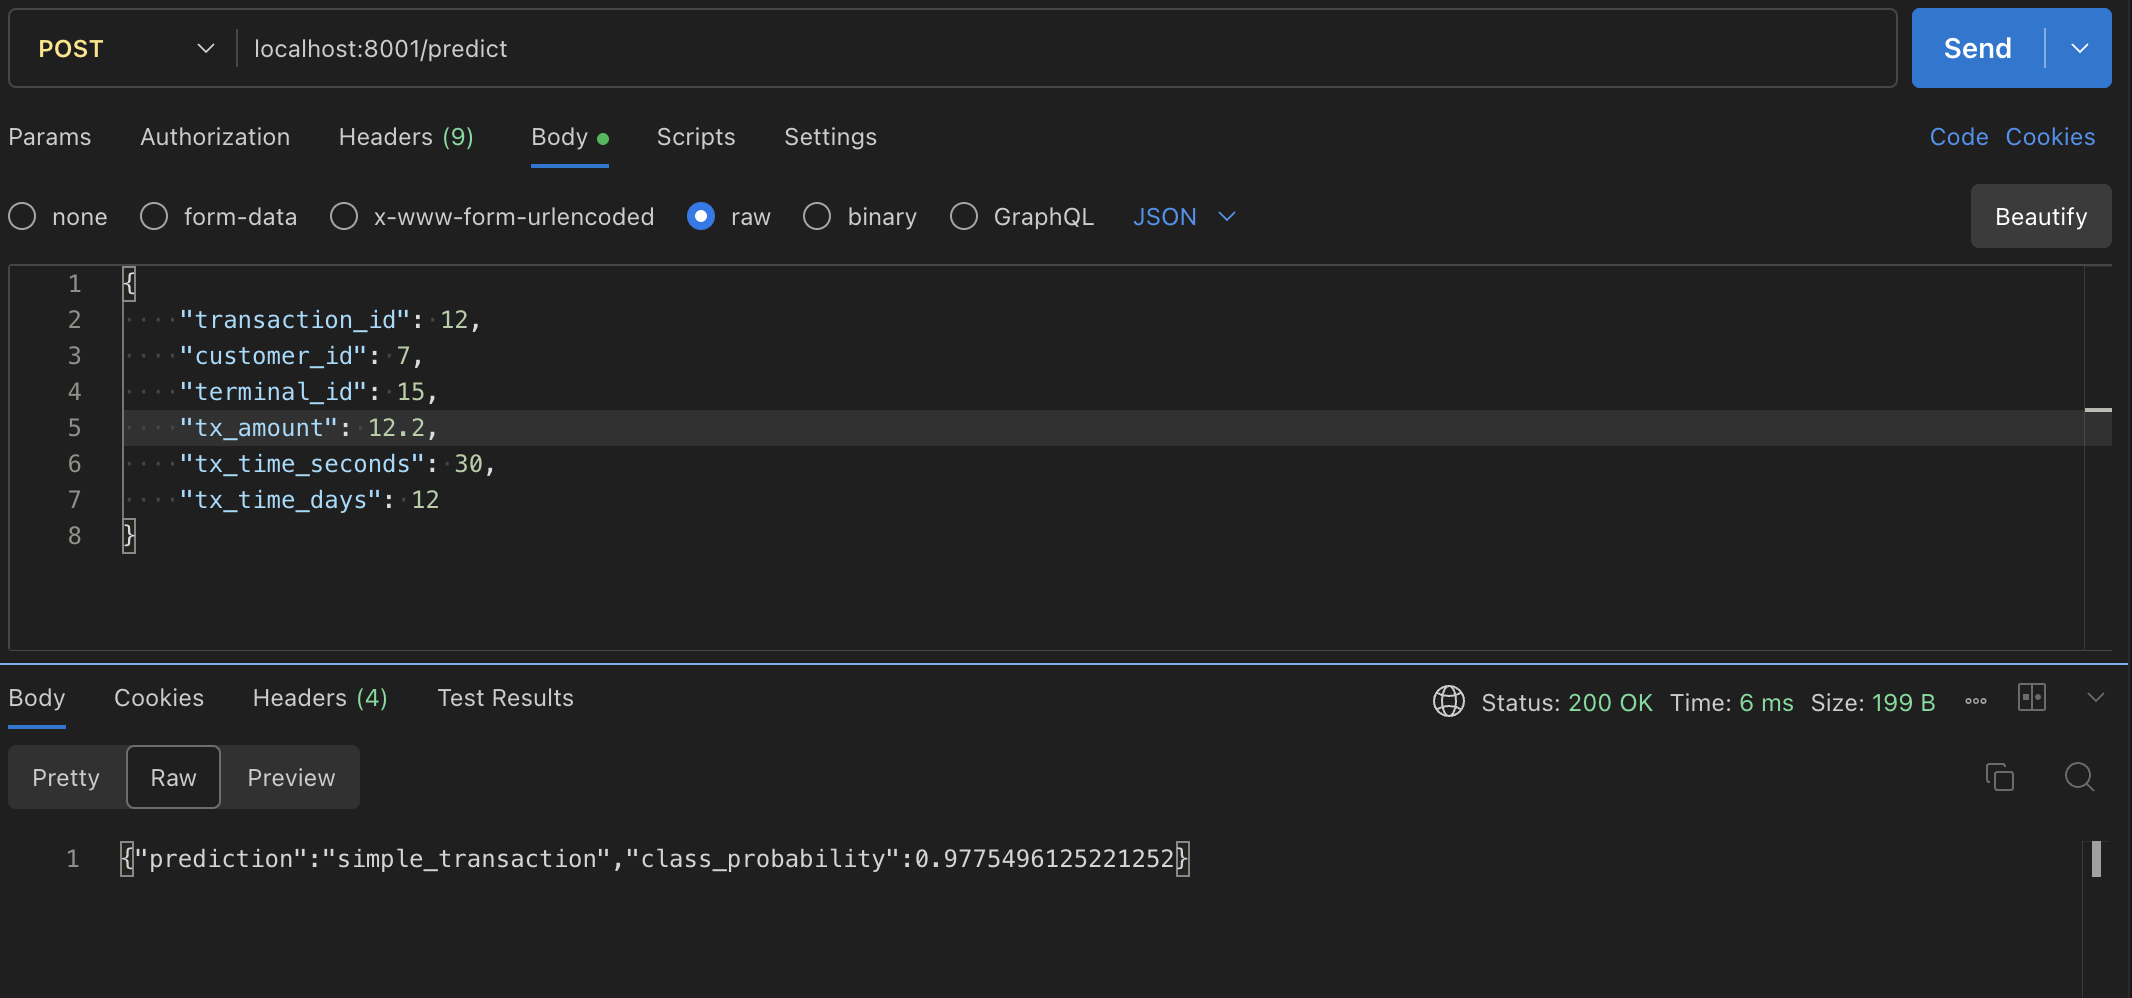 POST localhost:8001/predict Send
Params Authorization Headers (9) Body Scripts Settings Code Cookies
none form-data x-www-form-urlencoded raw binary GraphQL JSON Beautify
1 {
2 "transaction_id": 12,
3 "customer_id": 7,
4 "terminal_id": 15,
5 "tx_amount": 12.2,
6 "tx_time_seconds": 30,
7 "tx_time_days": 12
8 }
Body Cookies Headers (4) Test Results Status: 200 OK Time: 6 ms Size: 199 B
Pretty Raw Preview
1 {"prediction":"simple_transaction","class_probability":0.9775496125221252}